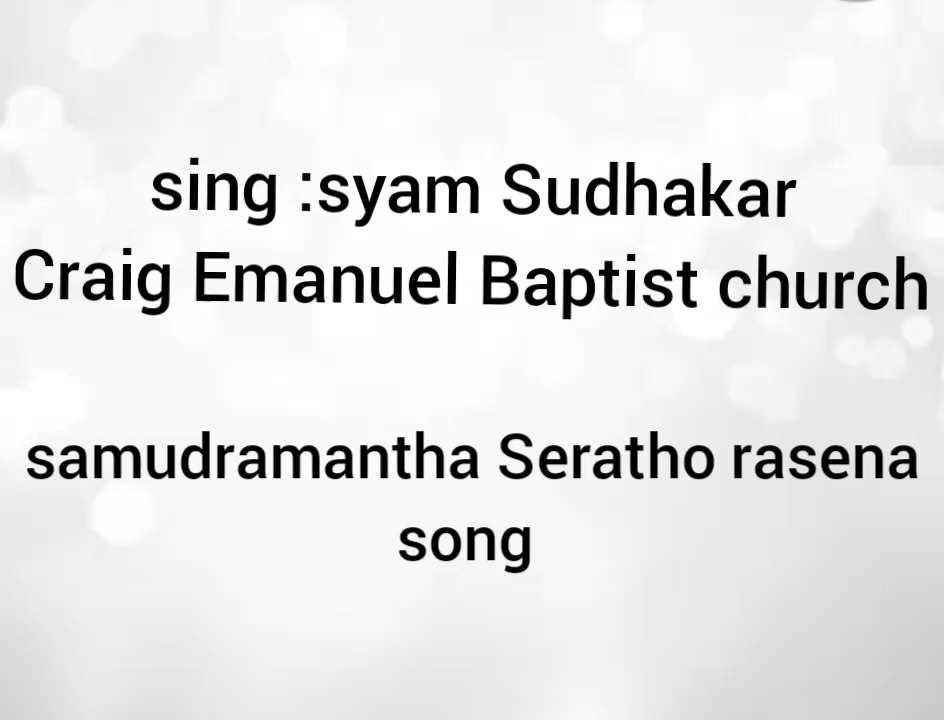 sing :syam Sudhakar
Craig Emanuel Baptist church
samudramantha Seratho rasena
song